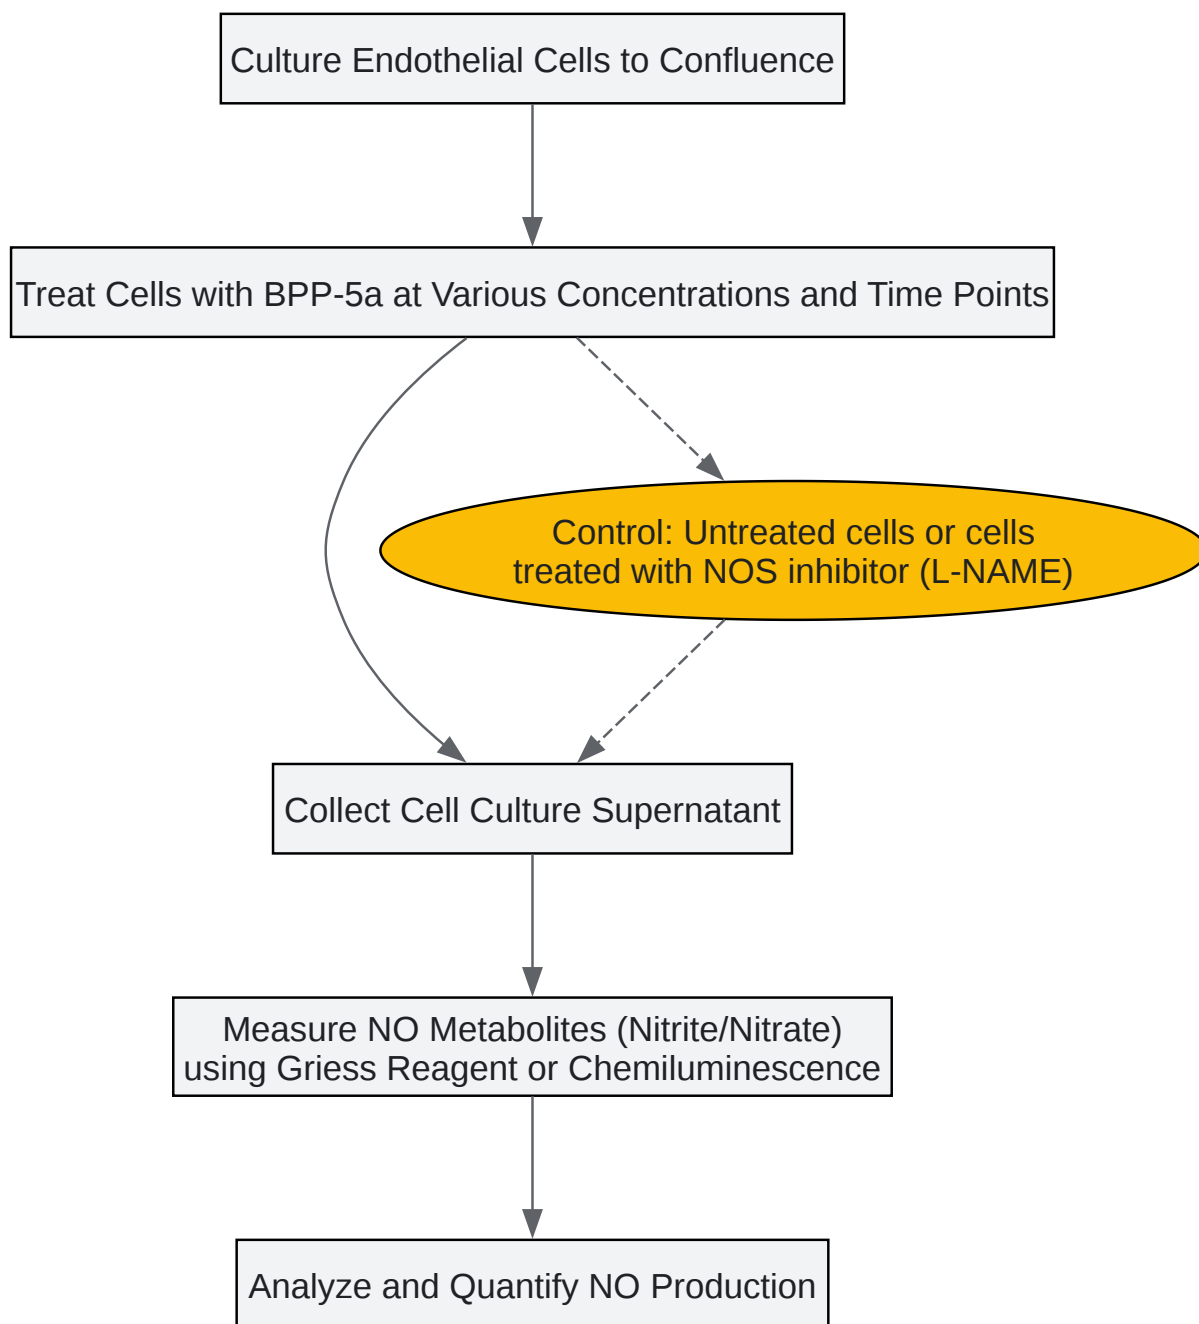 Culture Endothelial Cells to Confluence
Treat Cells with BPP-5a at Various Concentrations and Time Points
Control: Untreated cells or cells
treated with NOS inhibitor (L-NAME)
Collect Cell Culture Supernatant
Measure NO Metabolites (Nitrite/Nitrate)
using Griess Reagent or Chemiluminescence
Analyze and Quantify NO Production